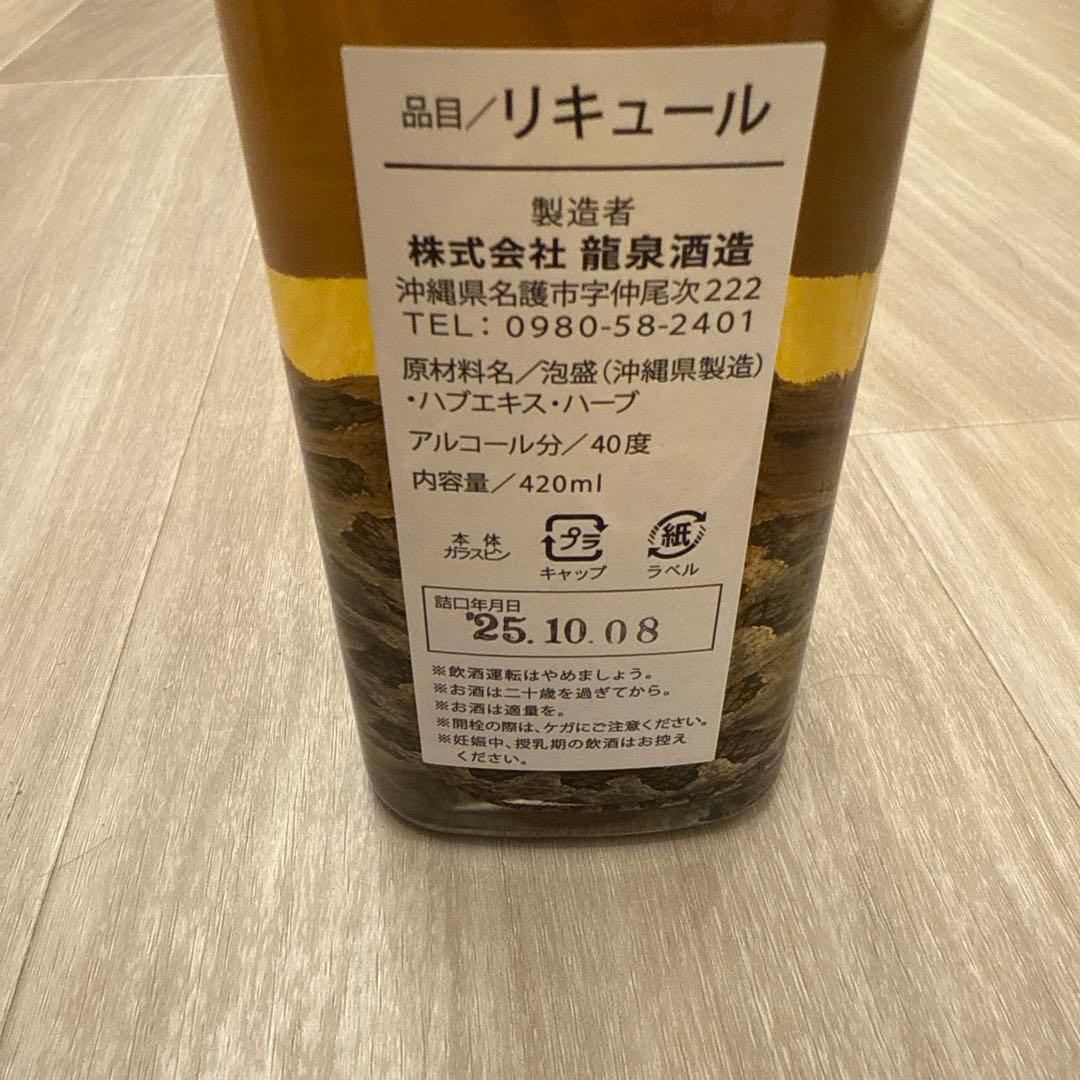 品目／リキュール
製造者
株式会社 龍泉酒造
沖縄県名護市字仲尾次222
TEL：0980-58-2401
原材料名／泡盛（沖縄県製造）
・ハブエキス・ハーブ
アルコール分／40度
内容量／420ml
本体
ガラスビン
プラ
キャップ
紙
ラベル
詰口年月日
'25.10.08
※飲酒運転はやめましょう。
※お酒は二十歳を過ぎてから。
※お酒は適量を。
※開栓の際は、ケガにご注意ください。
※妊娠中、授乳期の飲酒はお控え
ください。